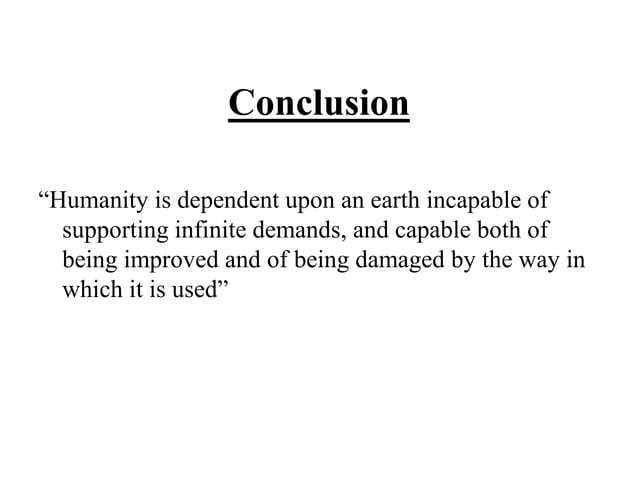 Conclusion
“Humanity is dependent upon an earth incapable of
supporting infinite demands, and capable both of
being improved and of being damaged by the way in
which it is used”